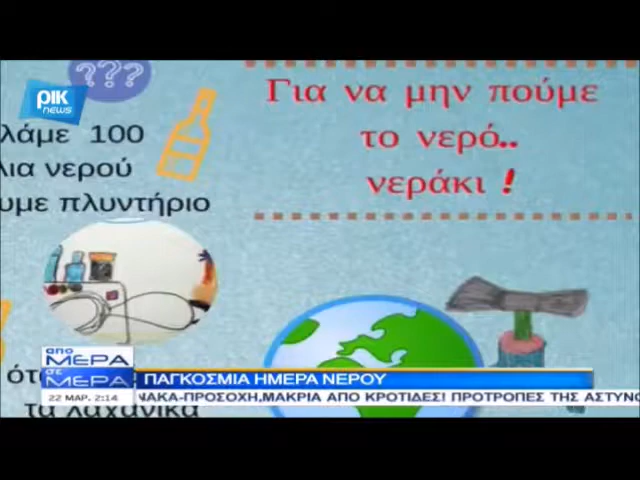 ρικ
news
???
λάμε 100
λια νερού
υμε πλυντήριο
Για να μην πούμε
το νερό..
νεράκι !
ότ
τα λαχανικά
από
ΜΕΡΑ
σε
ΜΕΡΑ
ΠΑΓΚΟΣΜΙΑ ΗΜΕΡΑ ΝΕΡΟΥ
22 ΜΑΡ. 2:14
ΝΑΚΑ-ΠΡΟΣΟΧΗ,ΜΑΚΡΙΑ ΑΠΟ ΚΡΟΤΙΔΕΣ! ΠΡΟΤΡΟΠΕΣ ΤΗΣ ΑΣΤΥΝΟ